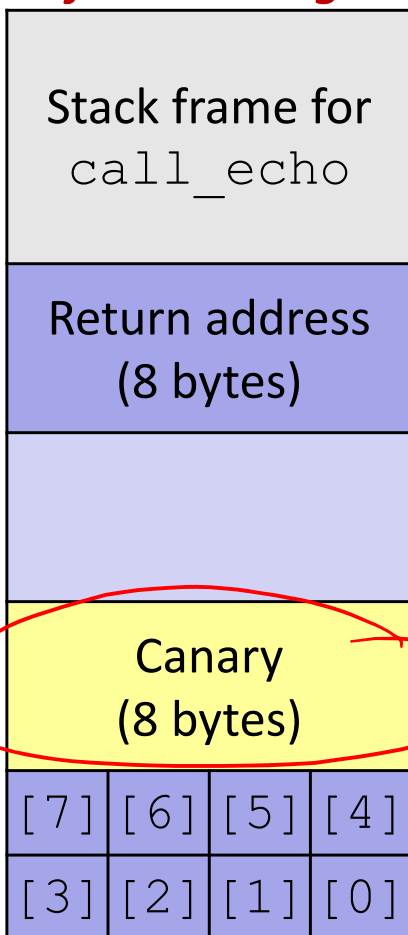 Stack frame for
call_echo
Return address
(8 bytes)
Canary
(8 bytes)
[7] [6] [5] [4]
[3] [2] [1] [0]